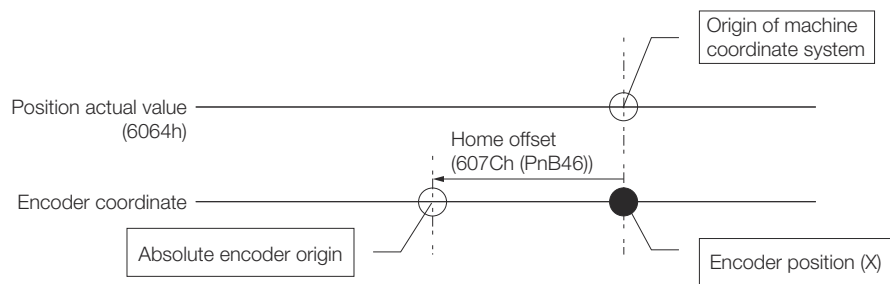 Origin of machine
coordinate system
Position actual value
(6064h)
Home offset
(607Ch (PnB46))
Encoder coordinate
Absolute encoder origin
Encoder position (X)